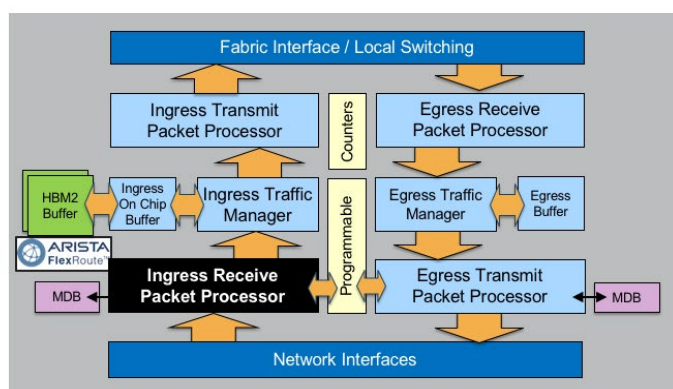 Fabric Interface / Local Switching
Ingress Transmit
Packet Processor
Counters
Egress Receive
Packet Processor
HBM2
Buffer
Ingress
On Chip
Buffer
Ingress Traffic
Manager
Programmable
Egress Traffic
Manager
Egress
Buffer
ARISTA
FlexRoute™
MDB
Ingress Receive
Packet Processor
Egress Transmit
Packet Processor
MDB
Network Interfaces